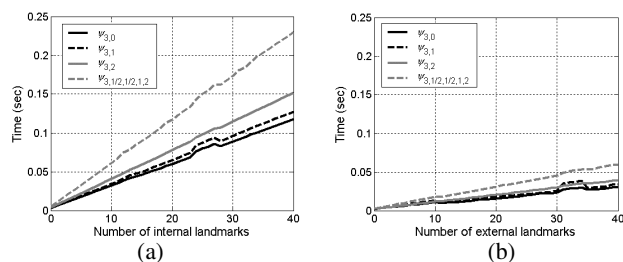 0.25
0.2
0.15
0.1
0.05
0
Time (sec)
ψ3,0
ψ3,1
ψ3,2
ψ3,1/2,1/2,1,2
0 10 20 30 40
Number of internal landmarks
(a)
0.25
0.2
0.15
0.1
0.05
0
Time (sec)
ψ3,0
ψ3,1
ψ3,2
ψ3,1/2,1/2,1,2
0 10 20 30 40
Number of external landmarks
(b)